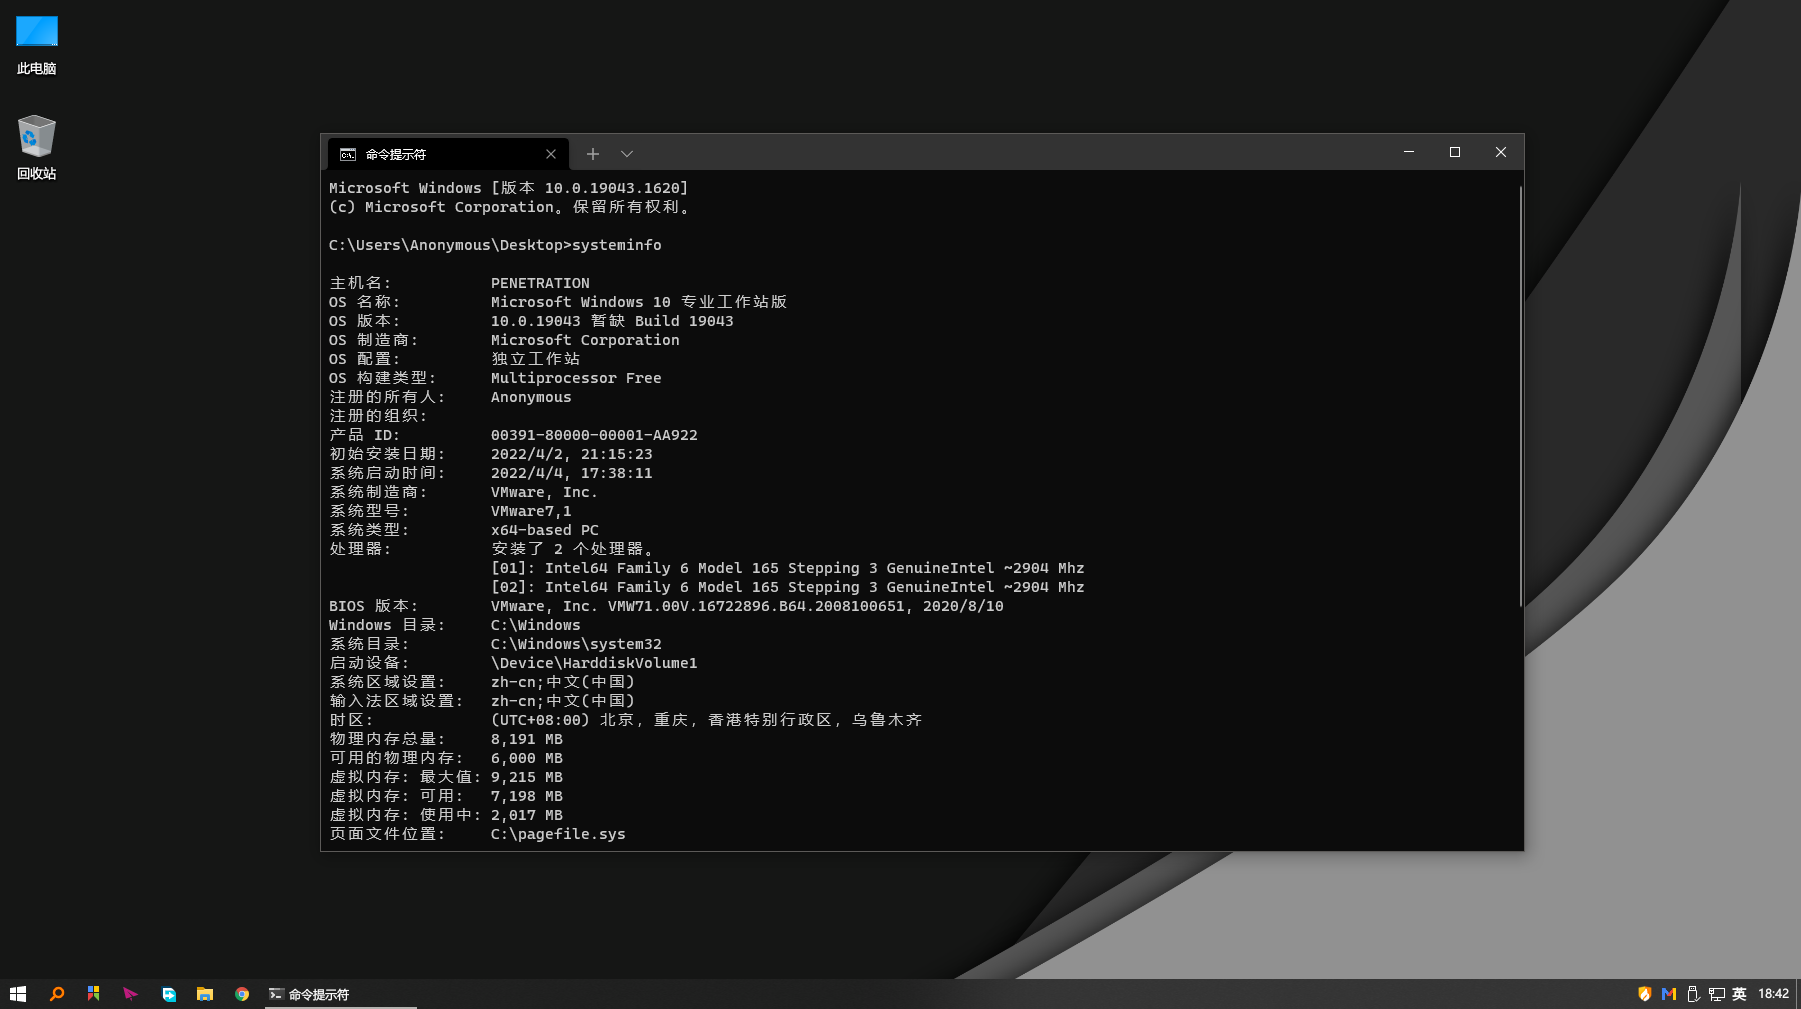 此电脑
回收站
命令提示符
Microsoft Windows [版本 10.0.19043.1620]
(c) Microsoft Corporation。保留所有权利。
C:\Users\Anonymous\Desktop>systeminfo
主机名: PENETRATION
OS 名称: Microsoft Windows 10 专业工作站版
OS 版本: 10.0.19043 暂缺 Build 19043
OS 制造商: Microsoft Corporation
OS 配置: 独立工作站
OS 构建类型: Multiprocessor Free
注册的所有人: Anonymous
注册的组织:
产品 ID: 00391-80000-00001-AA922
初始安装日期: 2022/4/2, 21:15:23
系统启动时间: 2022/4/4, 17:38:11
系统制造商: VMware, Inc.
系统型号: VMware7,1
系统类型: x64-based PC
处理器: 安装了 2 个处理器。
[01]: Intel64 Family 6 Model 165 Stepping 3 GenuineIntel ~2904 Mhz
[02]: Intel64 Family 6 Model 165 Stepping 3 GenuineIntel ~2904 Mhz
BIOS 版本: VMware, Inc. VMW71.00V.16722896.B64.2008100651, 2020/8/10
Windows 目录: C:\Windows
系统目录: C:\Windows\system32
启动设备: \Device\HarddiskVolume1
系统区域设置: zh-cn;中文(中国)
输入法区域设置: zh-cn;中文(中国)
时区: (UTC+08:00) 北京，重庆，香港特别行政区，乌鲁木齐
物理内存总量: 8,191 MB
可用的物理内存: 6,000 MB
虚拟内存: 最大值: 9,215 MB
虚拟内存: 可用: 7,198 MB
虚拟内存: 使用中: 2,017 MB
页面文件位置: C:\pagefile.sys
命令提示符
英 18:42